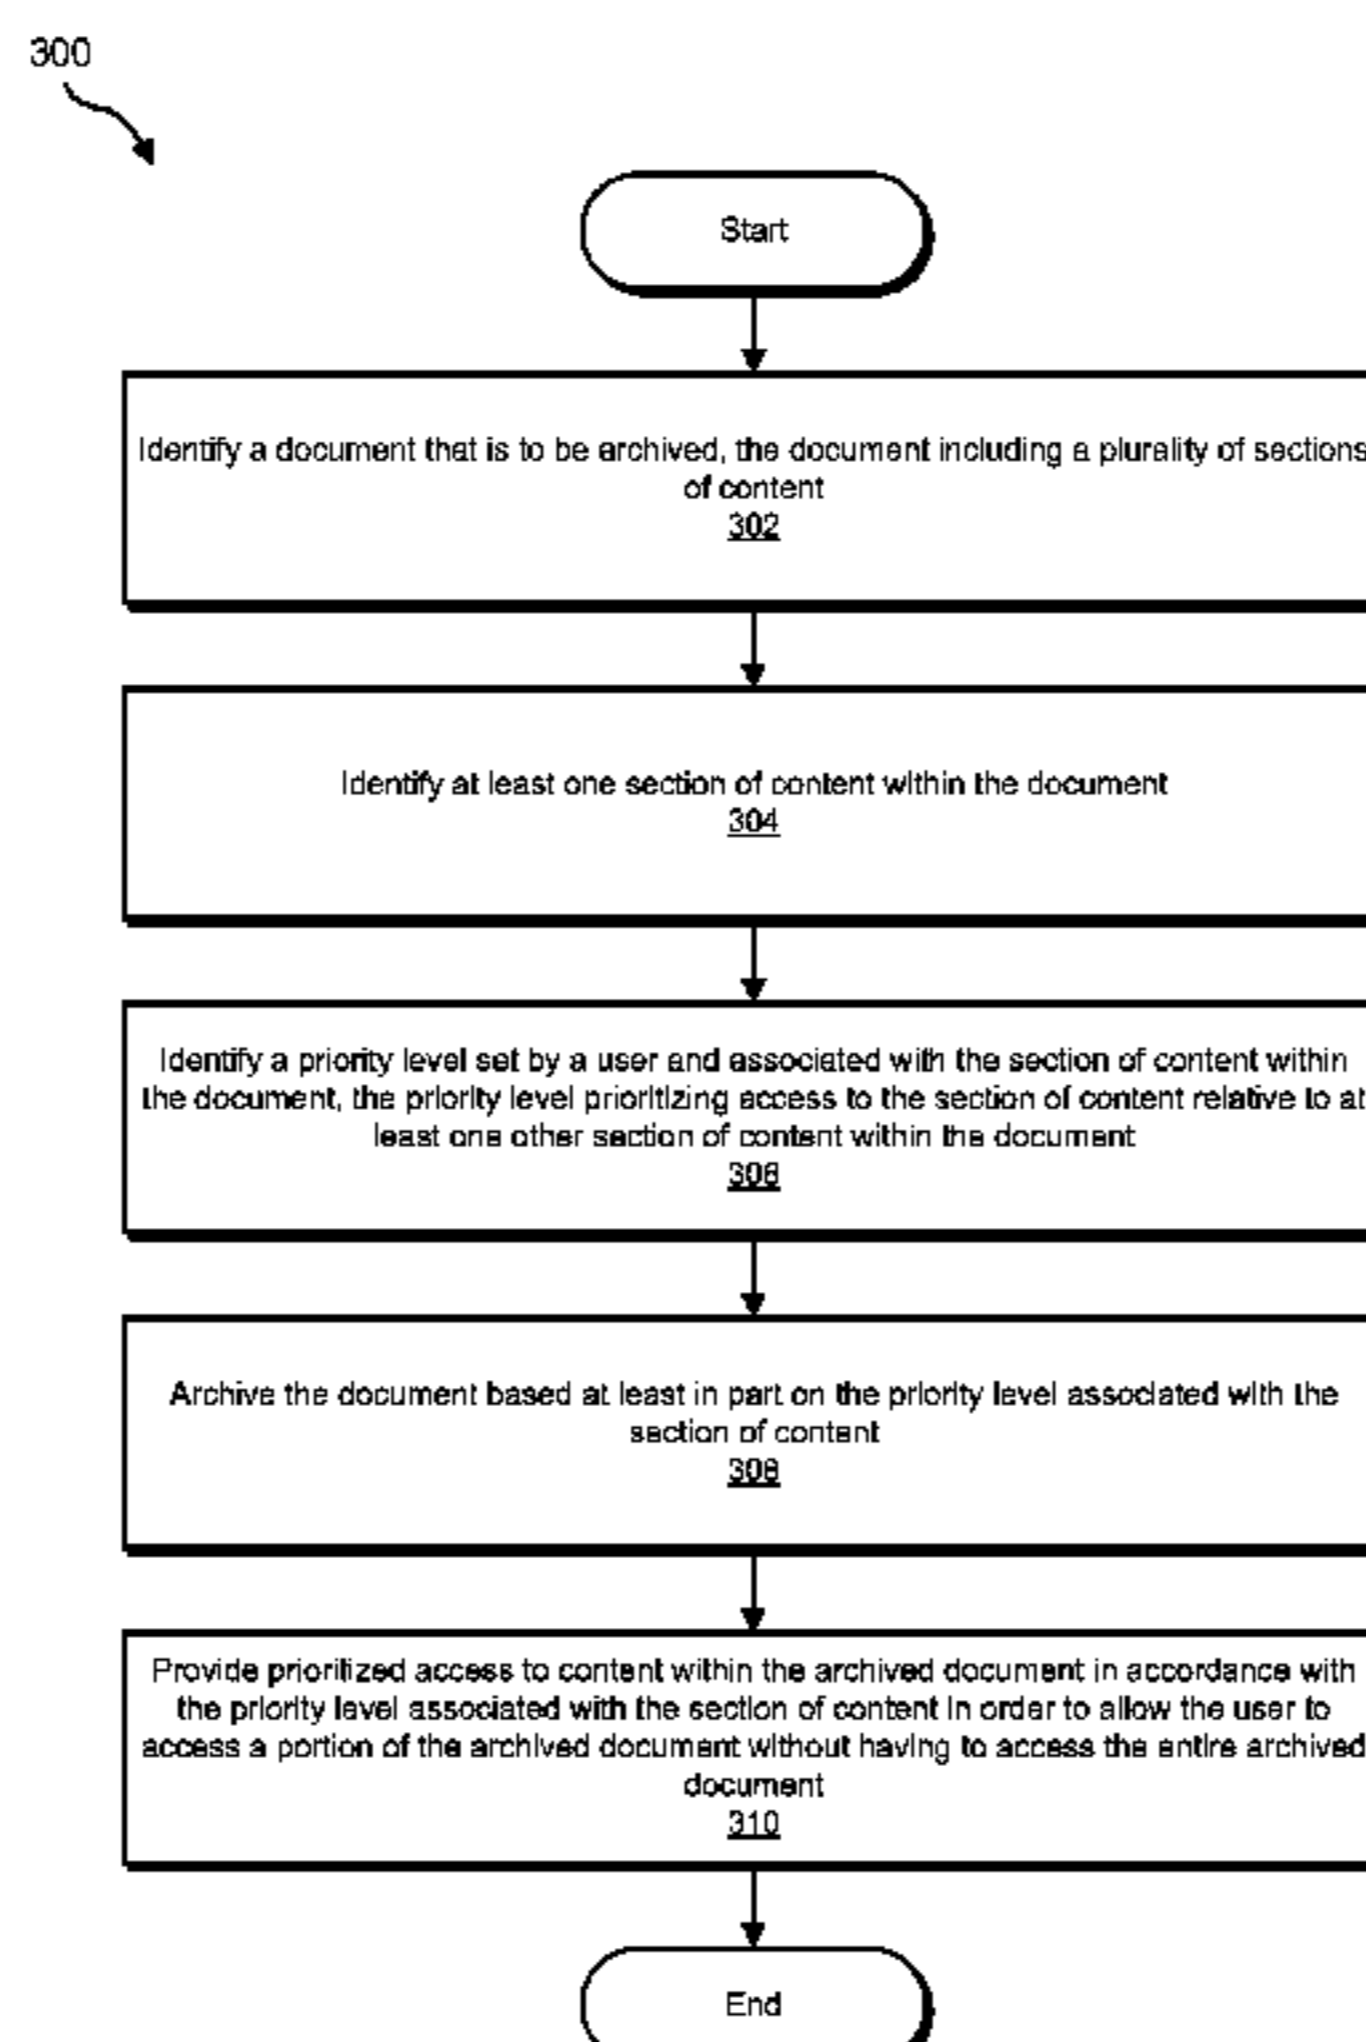 300
Start
Identify a document that is to be archived, the document including a plurality of sections
of content
302
Identify at least one section of content within the document
304
Identify a priority level set by a user and associated with the section of content within
the document, the priority level prioritizing access to the section of content relative to at
least one other section of content within the document
306
Archive the document based at least in part on the priority level associated with the
section of content
308
Provide prioritized access to content within the archived document in accordance with
the priority level associated with the section of content in order to allow the user to
access a portion of the archived document without having to access the entire archived
document
310
End